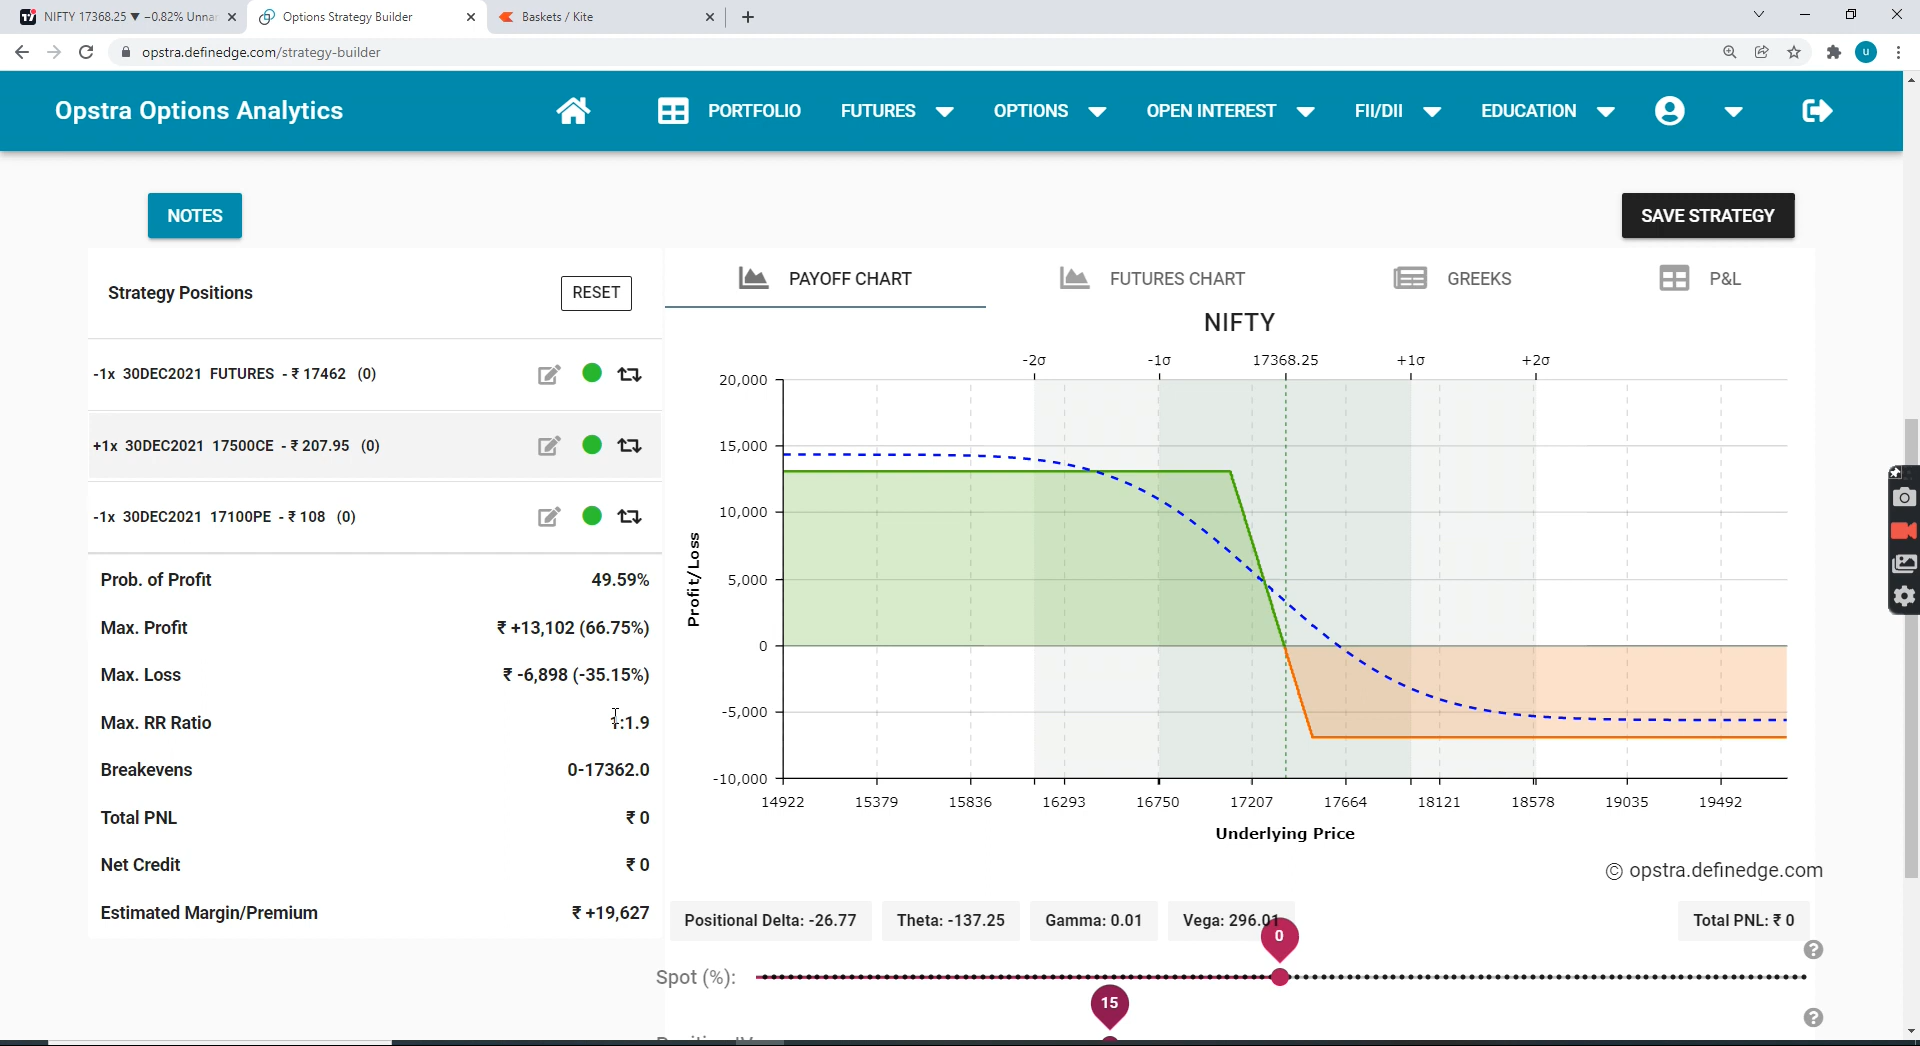 NIFTY 17368.25 ▼ −0.82% Unnar
Options Strategy Builder
Baskets / Kite
opstra.definedge.com/strategy-builder
u
Opstra Options Analytics
PORTFOLIO
FUTURES
OPTIONS
OPEN INTEREST
FII/DII
EDUCATION
NOTES
SAVE STRATEGY
Strategy Positions
RESET
PAYOFF CHART
FUTURES CHART
GREEKS
P&L
-1x 30DEC2021 FUTURES - ₹ 17462 (0)
+1x 30DEC2021 17500CE - ₹ 207.95 (0)
-1x 30DEC2021 17100PE - ₹ 108 (0)
Prob. of Profit 49.59%
Max. Profit ₹ +13,102 (66.75%)
Max. Loss ₹ -6,898 (-35.15%)
Max. RR Ratio 1:1.9
Breakevens 0-17362.0
Total PNL ₹ 0
Net Credit ₹ 0
Estimated Margin/Premium ₹ +19,627
NIFTY
-2σ -1σ 17368.25 +1σ +2σ
20,000
15,000
10,000
5,000
0
-5,000
-10,000
Profit/Loss
14922 15379 15836 16293 16750 17207 17664 18121 18578 19035 19492
Underlying Price
© opstra.definedge.com
Positional Delta: -26.77
Theta: -137.25
Gamma: 0.01
Vega: 296.01
Total PNL: ₹ 0
0
Spot (%):
15